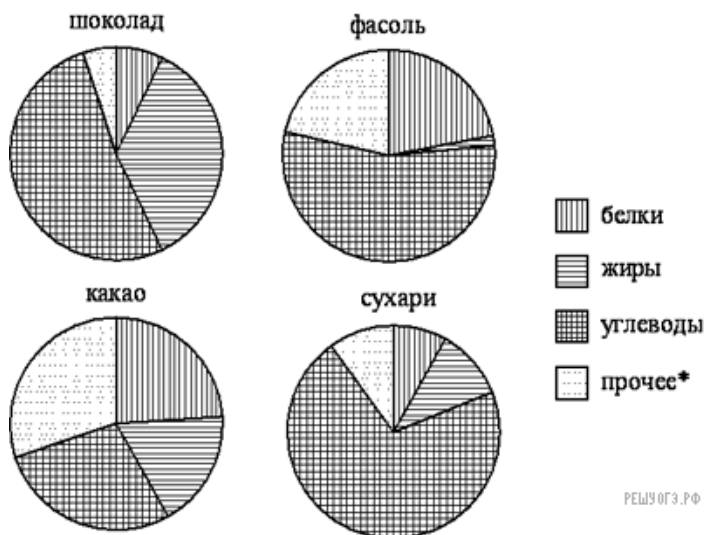 шоколад
фасоль
какао
сухари
белки
жиры
углеводы
прочее*
РЕШУОГЭ.РФ